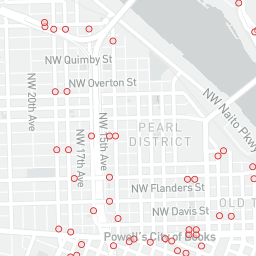 NW Quimby St
NW Overton St
NW Naito Pkwy
NW 20th Ave
NW 17th Ave
NW 15th Ave
PEARL
DISTRICT
NW Flanders St
OLD T
NW Davis St
Powell's City of Books